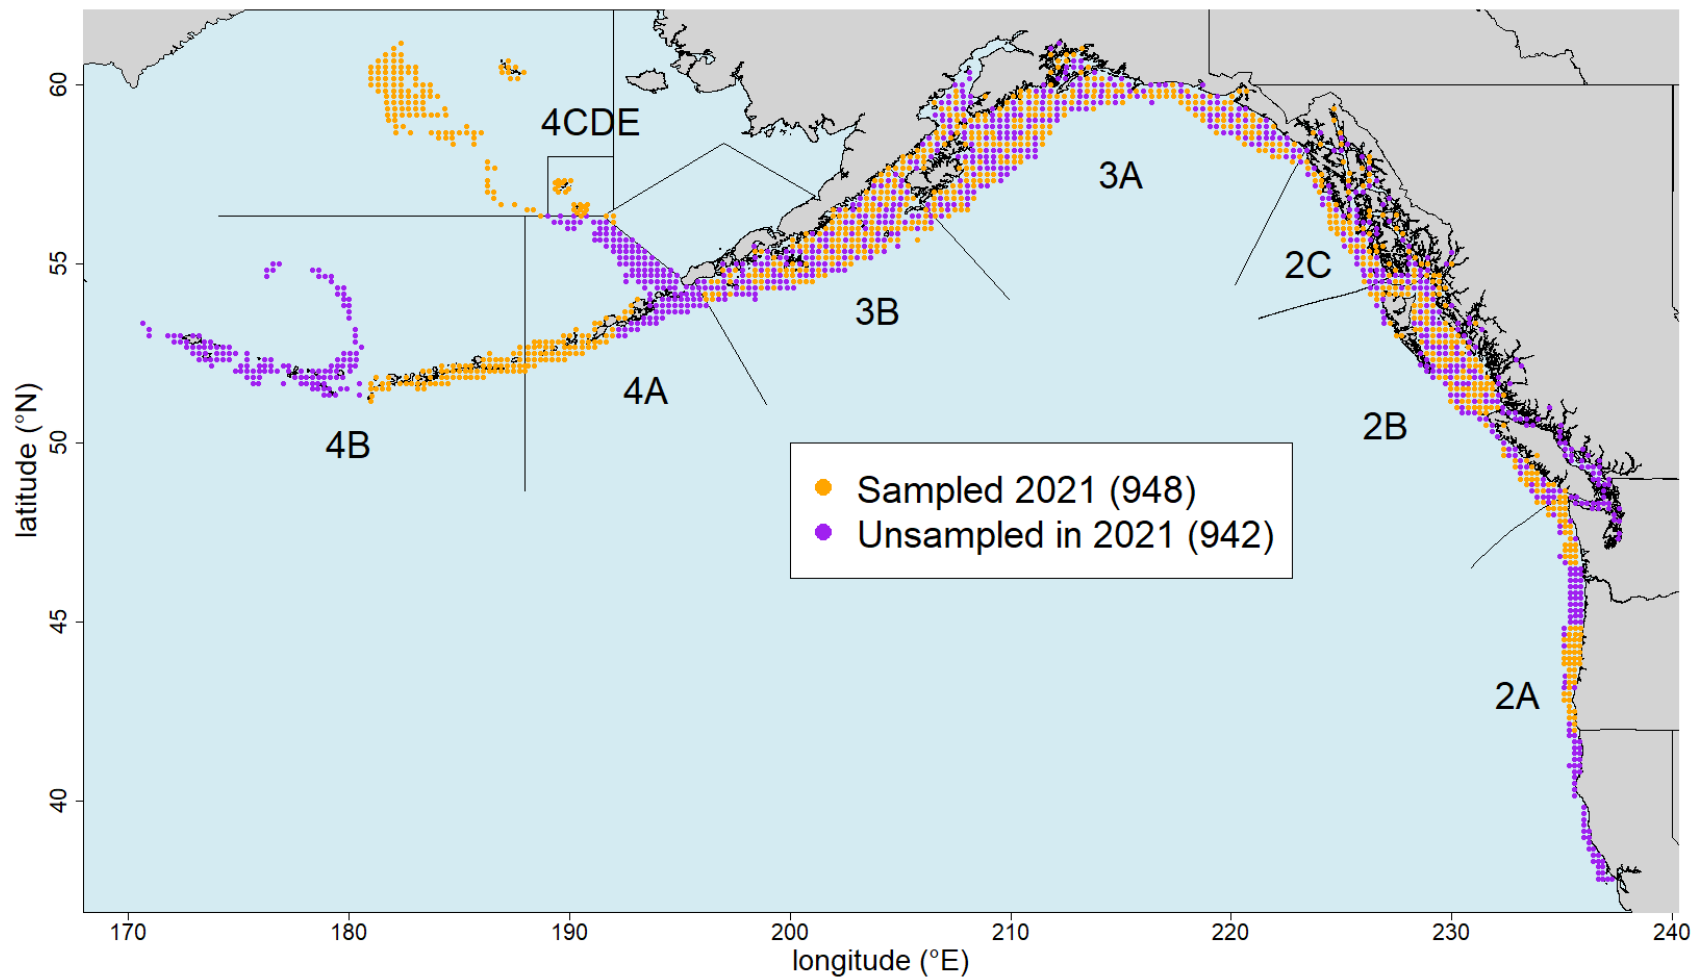 4CDE
3A
2C
3B
4A
2B
4B
Sampled 2021 (948)
Unsampled in 2021 (942)
2A
latitude (°N)
60
55
50
45
40
170
180
190
200
210
220
230
240
longitude (°E)